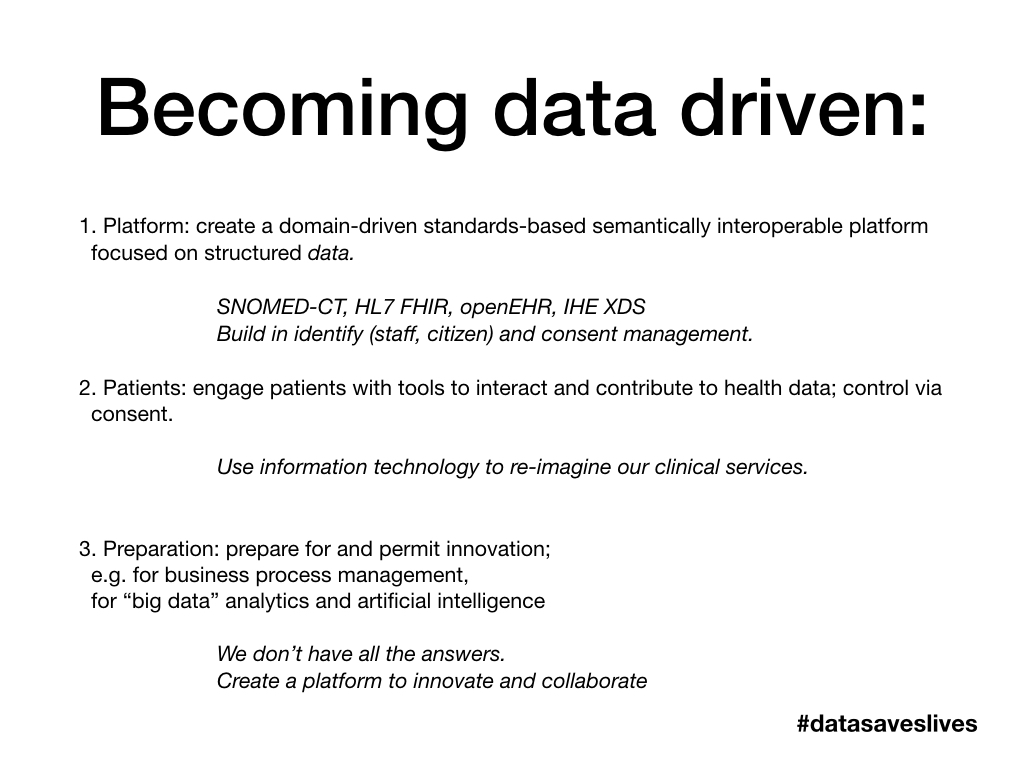 Becoming data driven:
1. Platform: create a domain-driven standards-based semantically interoperable platform
focused on structured data.
SNOMED-CT, HL7 FHIR, openEHR, IHE XDS
Build in identify (staff, citizen) and consent management.
2. Patients: engage patients with tools to interact and contribute to health data; control via
consent.
Use information technology to re-imagine our clinical services.
3. Preparation: prepare for and permit innovation;
e.g. for business process management,
for “big data” analytics and artificial intelligence
We don’t have all the answers.
Create a platform to innovate and collaborate
#datasaveslives